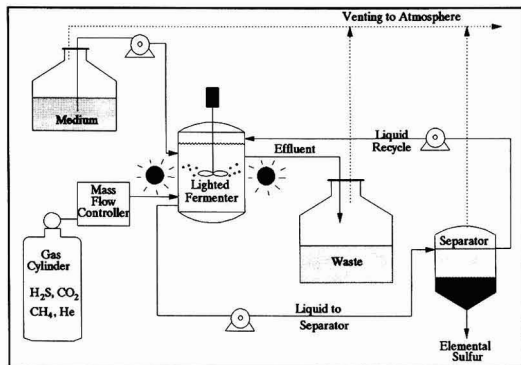 Venting to Atmosphere
Medium
Liquid
Recycle
Effluent
Lighted
Fermenter
Mass
Flow
Controller
Gas
Cylinder
H₂S, CO₂
CH₄, He
Waste
Separator
Liquid to
Separator
Elemental
Sulfur